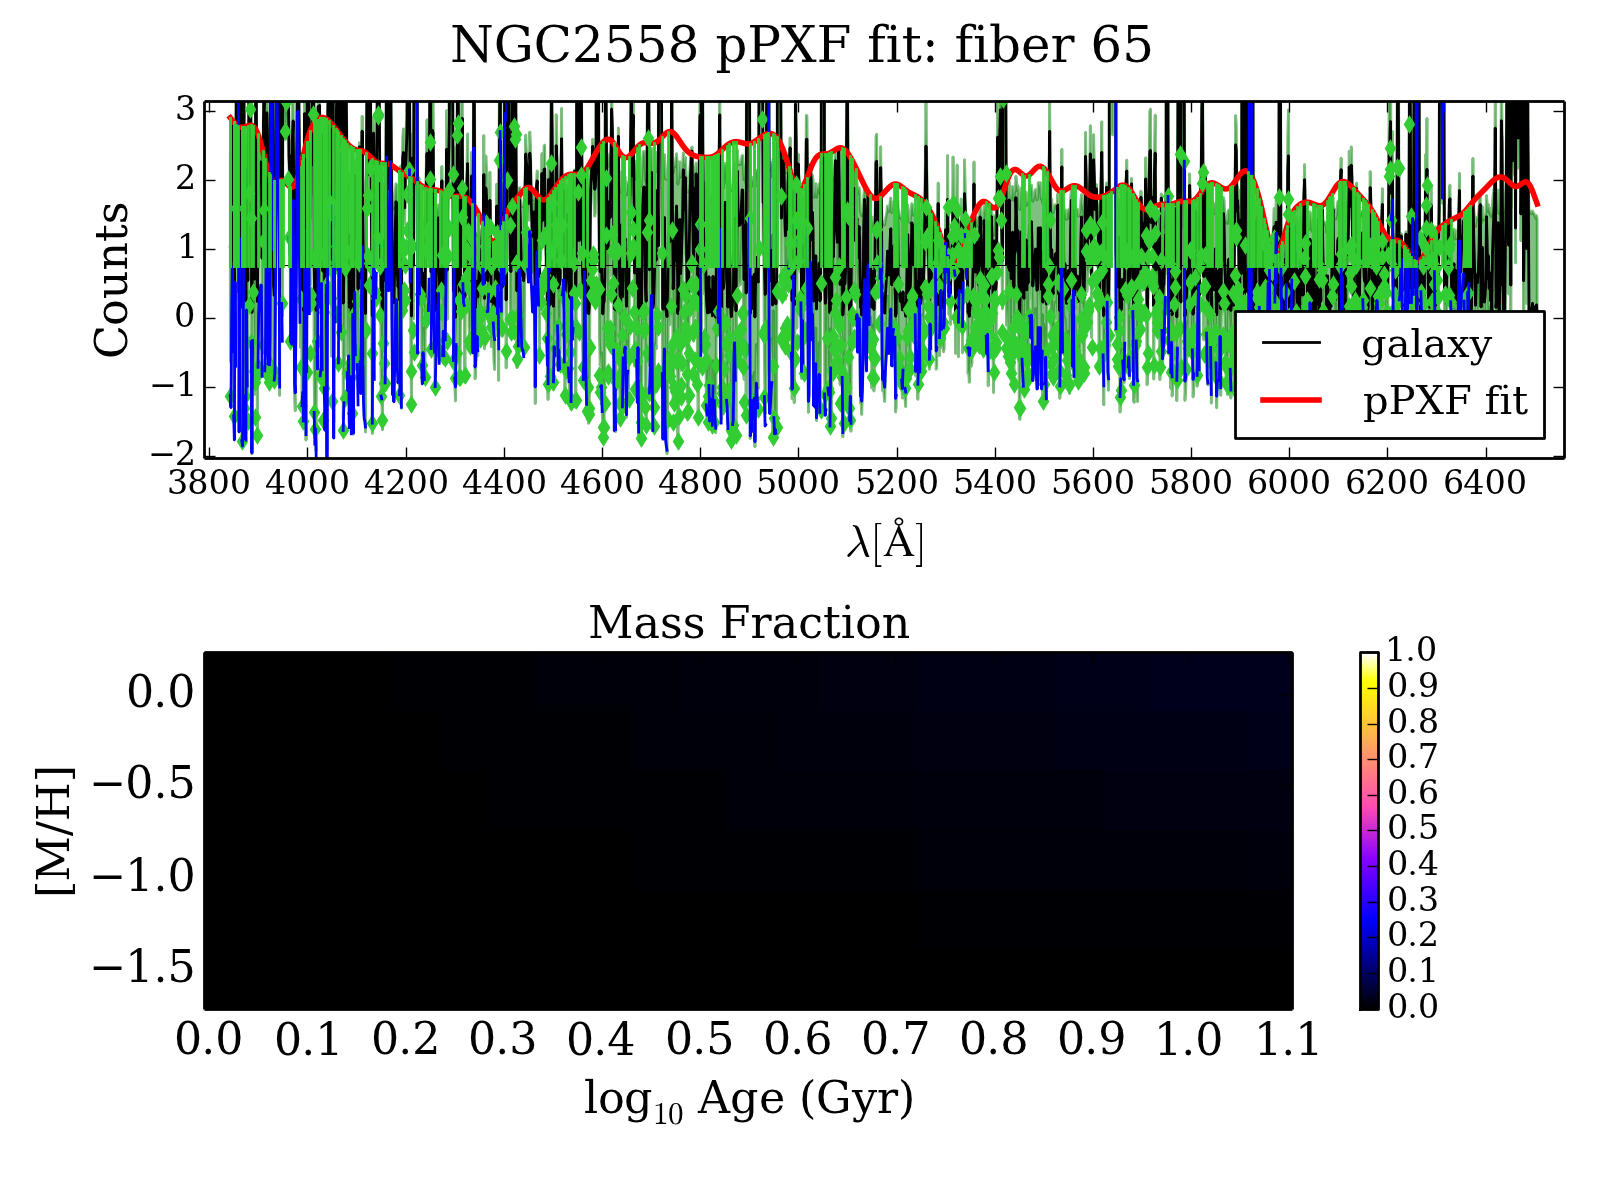 NGC2558 pPXF fit: fiber 65
3
2
1
0
−1
−2
Counts
galaxy
pPXF fit
3800 4000 4200 4400 4600 4800 5000 5200 5400 5600 5800 6000 6200 6400
λ[Å]
Mass Fraction
0.0
−0.5
−1.0
−1.5
[M/H]
0.0 0.1 0.2 0.3 0.4 0.5 0.6 0.7 0.8 0.9 1.0 1.1
log₁₀ Age (Gyr)
1.0
0.9
0.8
0.7
0.6
0.5
0.4
0.3
0.2
0.1
0.0